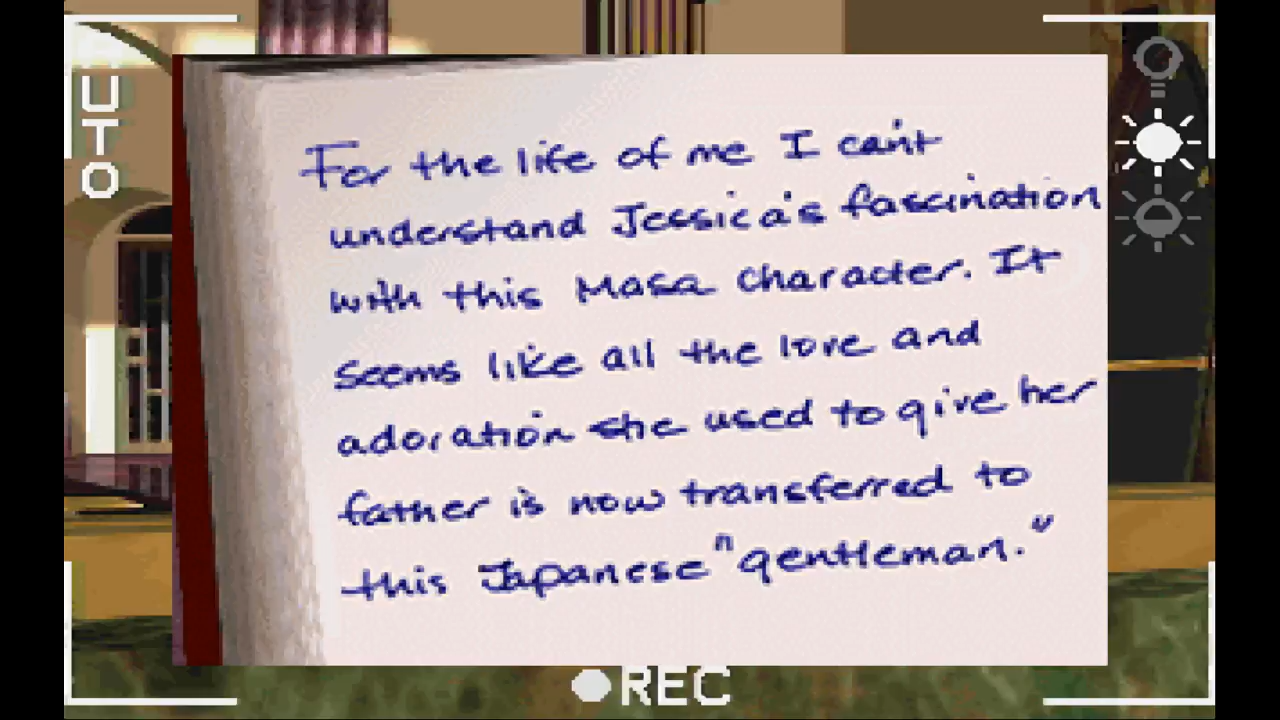 AUTO
For the life of me I can't
understand Jessica's fascination
with this Masa character. It
seems like all the love and
adoration she used to give her
father is now transferred to
this Japanese "gentleman."
REC